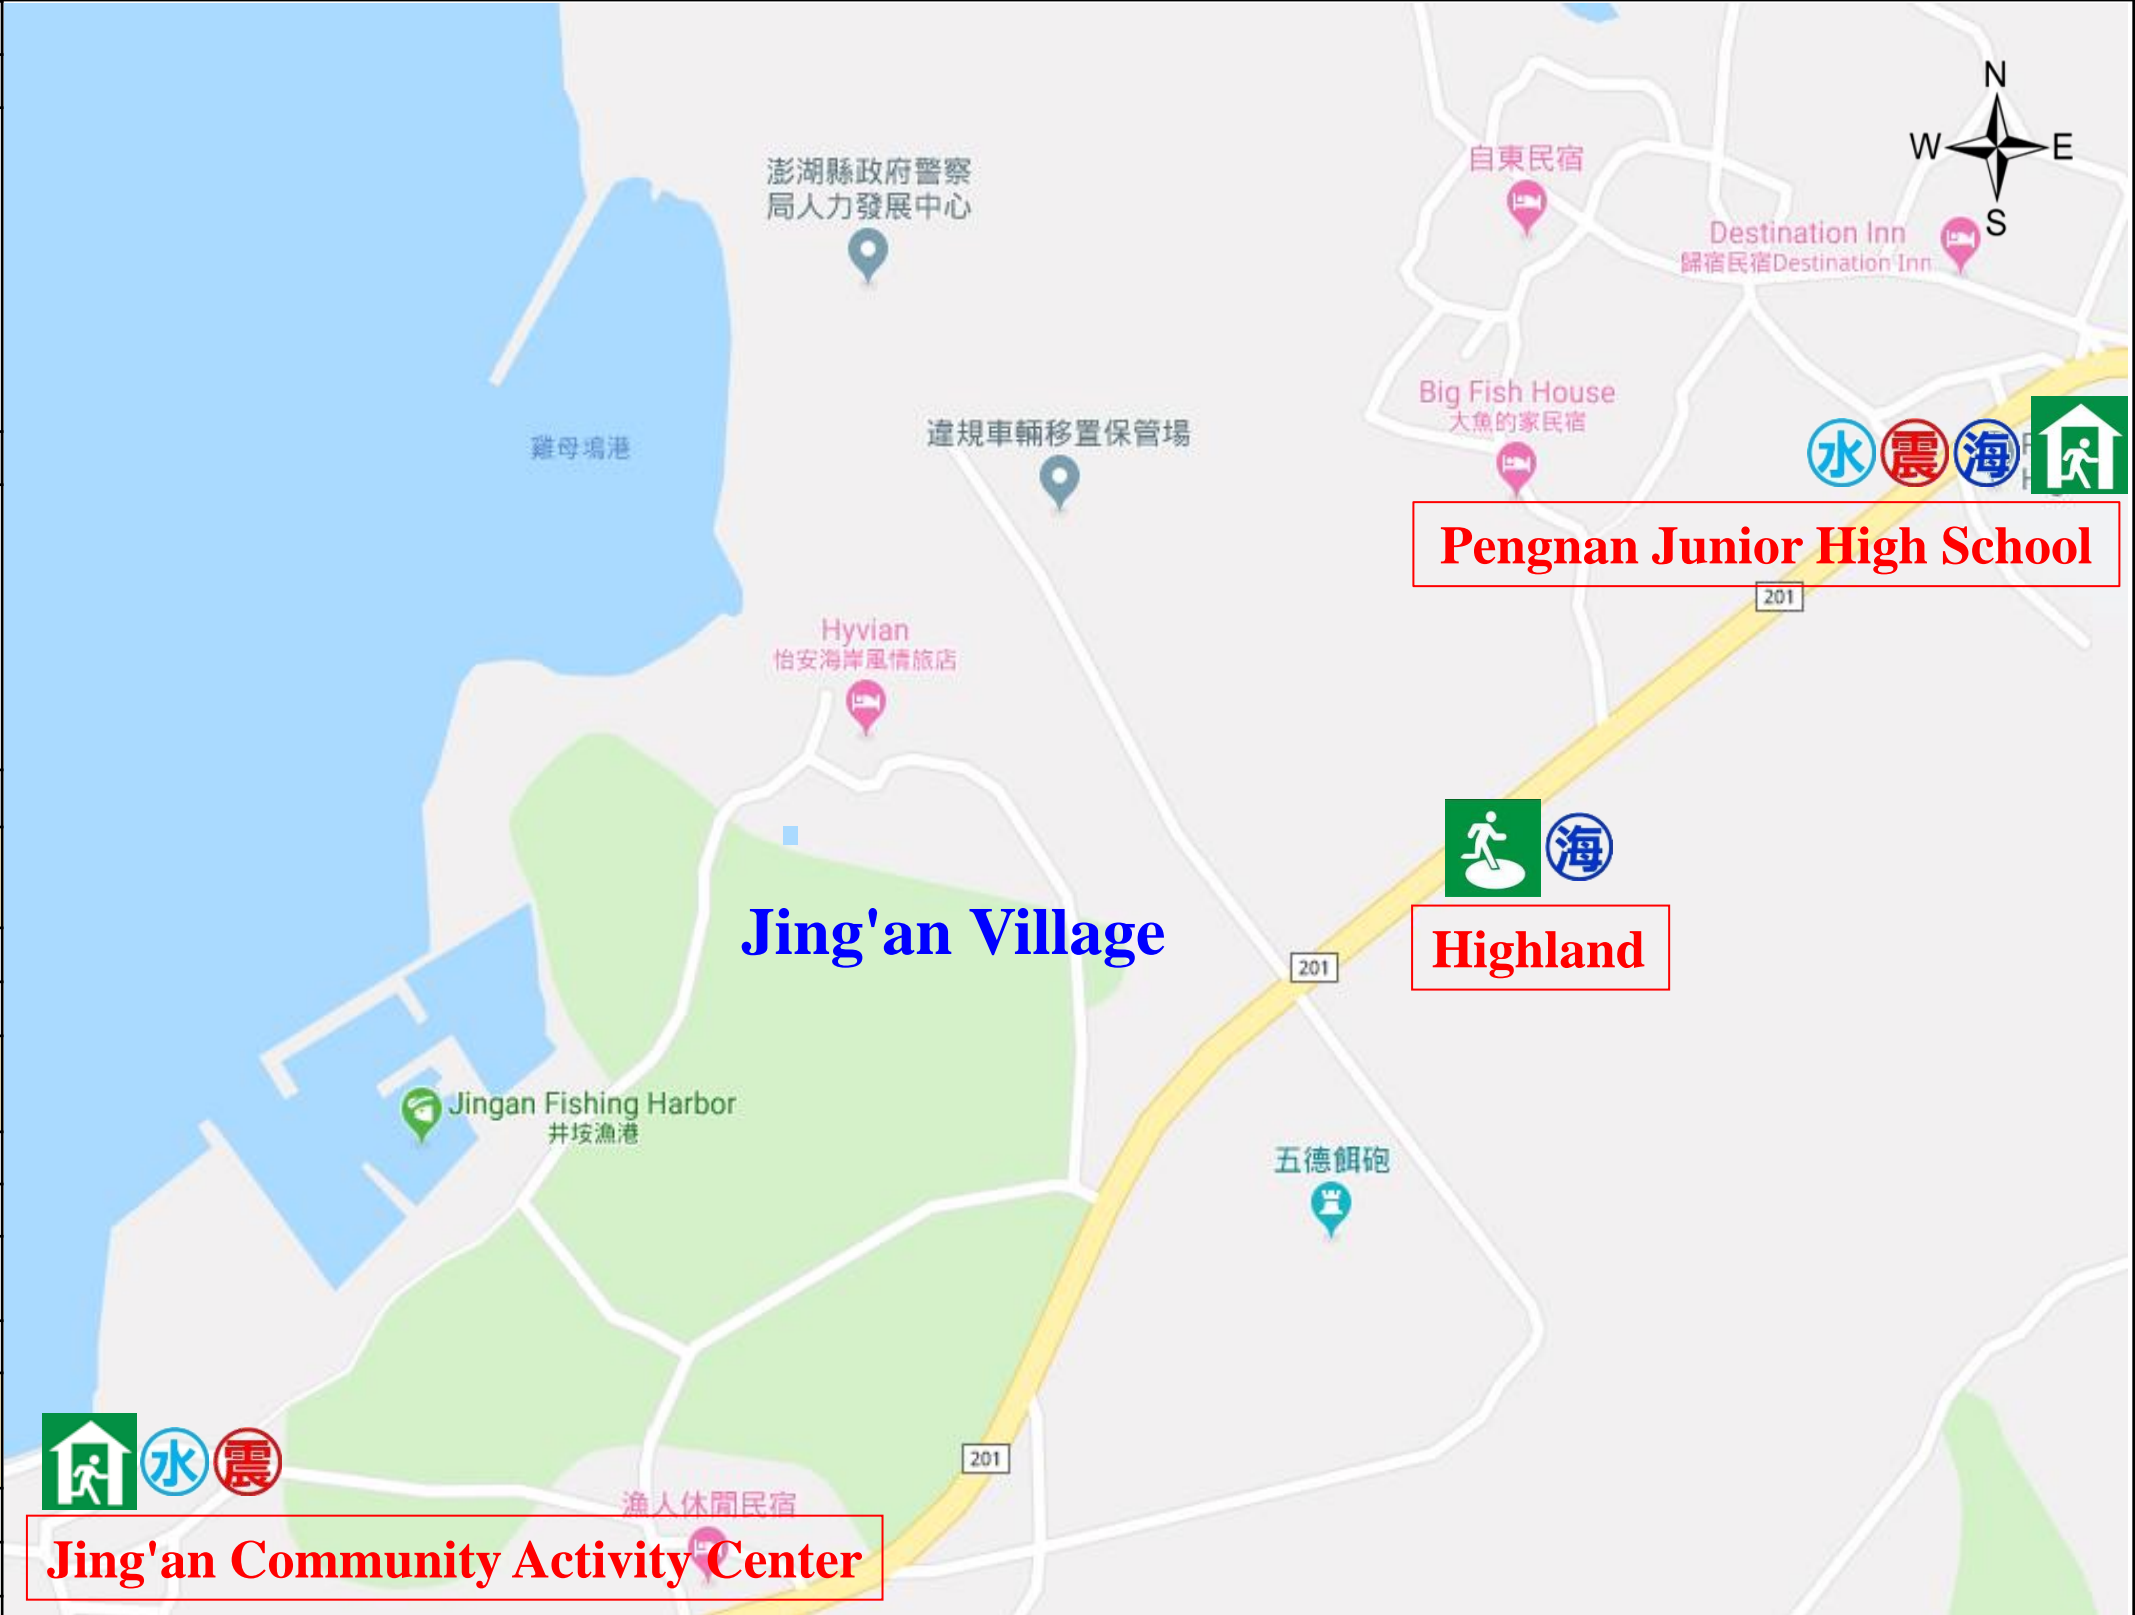 N
W E
S
澎湖縣政府警察
局人力發展中心
自東民宿
Destination Inn
歸宿民宿Destination Inn
雞母塢港
違規車輛移置保管場
Big Fish House
大魚的家民宿
水 震 海
Pengnan Junior High School
201
Hyvian
怡安海岸風情旅店
海
Highland
Jing'an Village
201
Jingan Fishing Harbor
井垵漁港
五德餌砲
水 震
201
漁人休閒民宿
Jing'an Community Activity Center